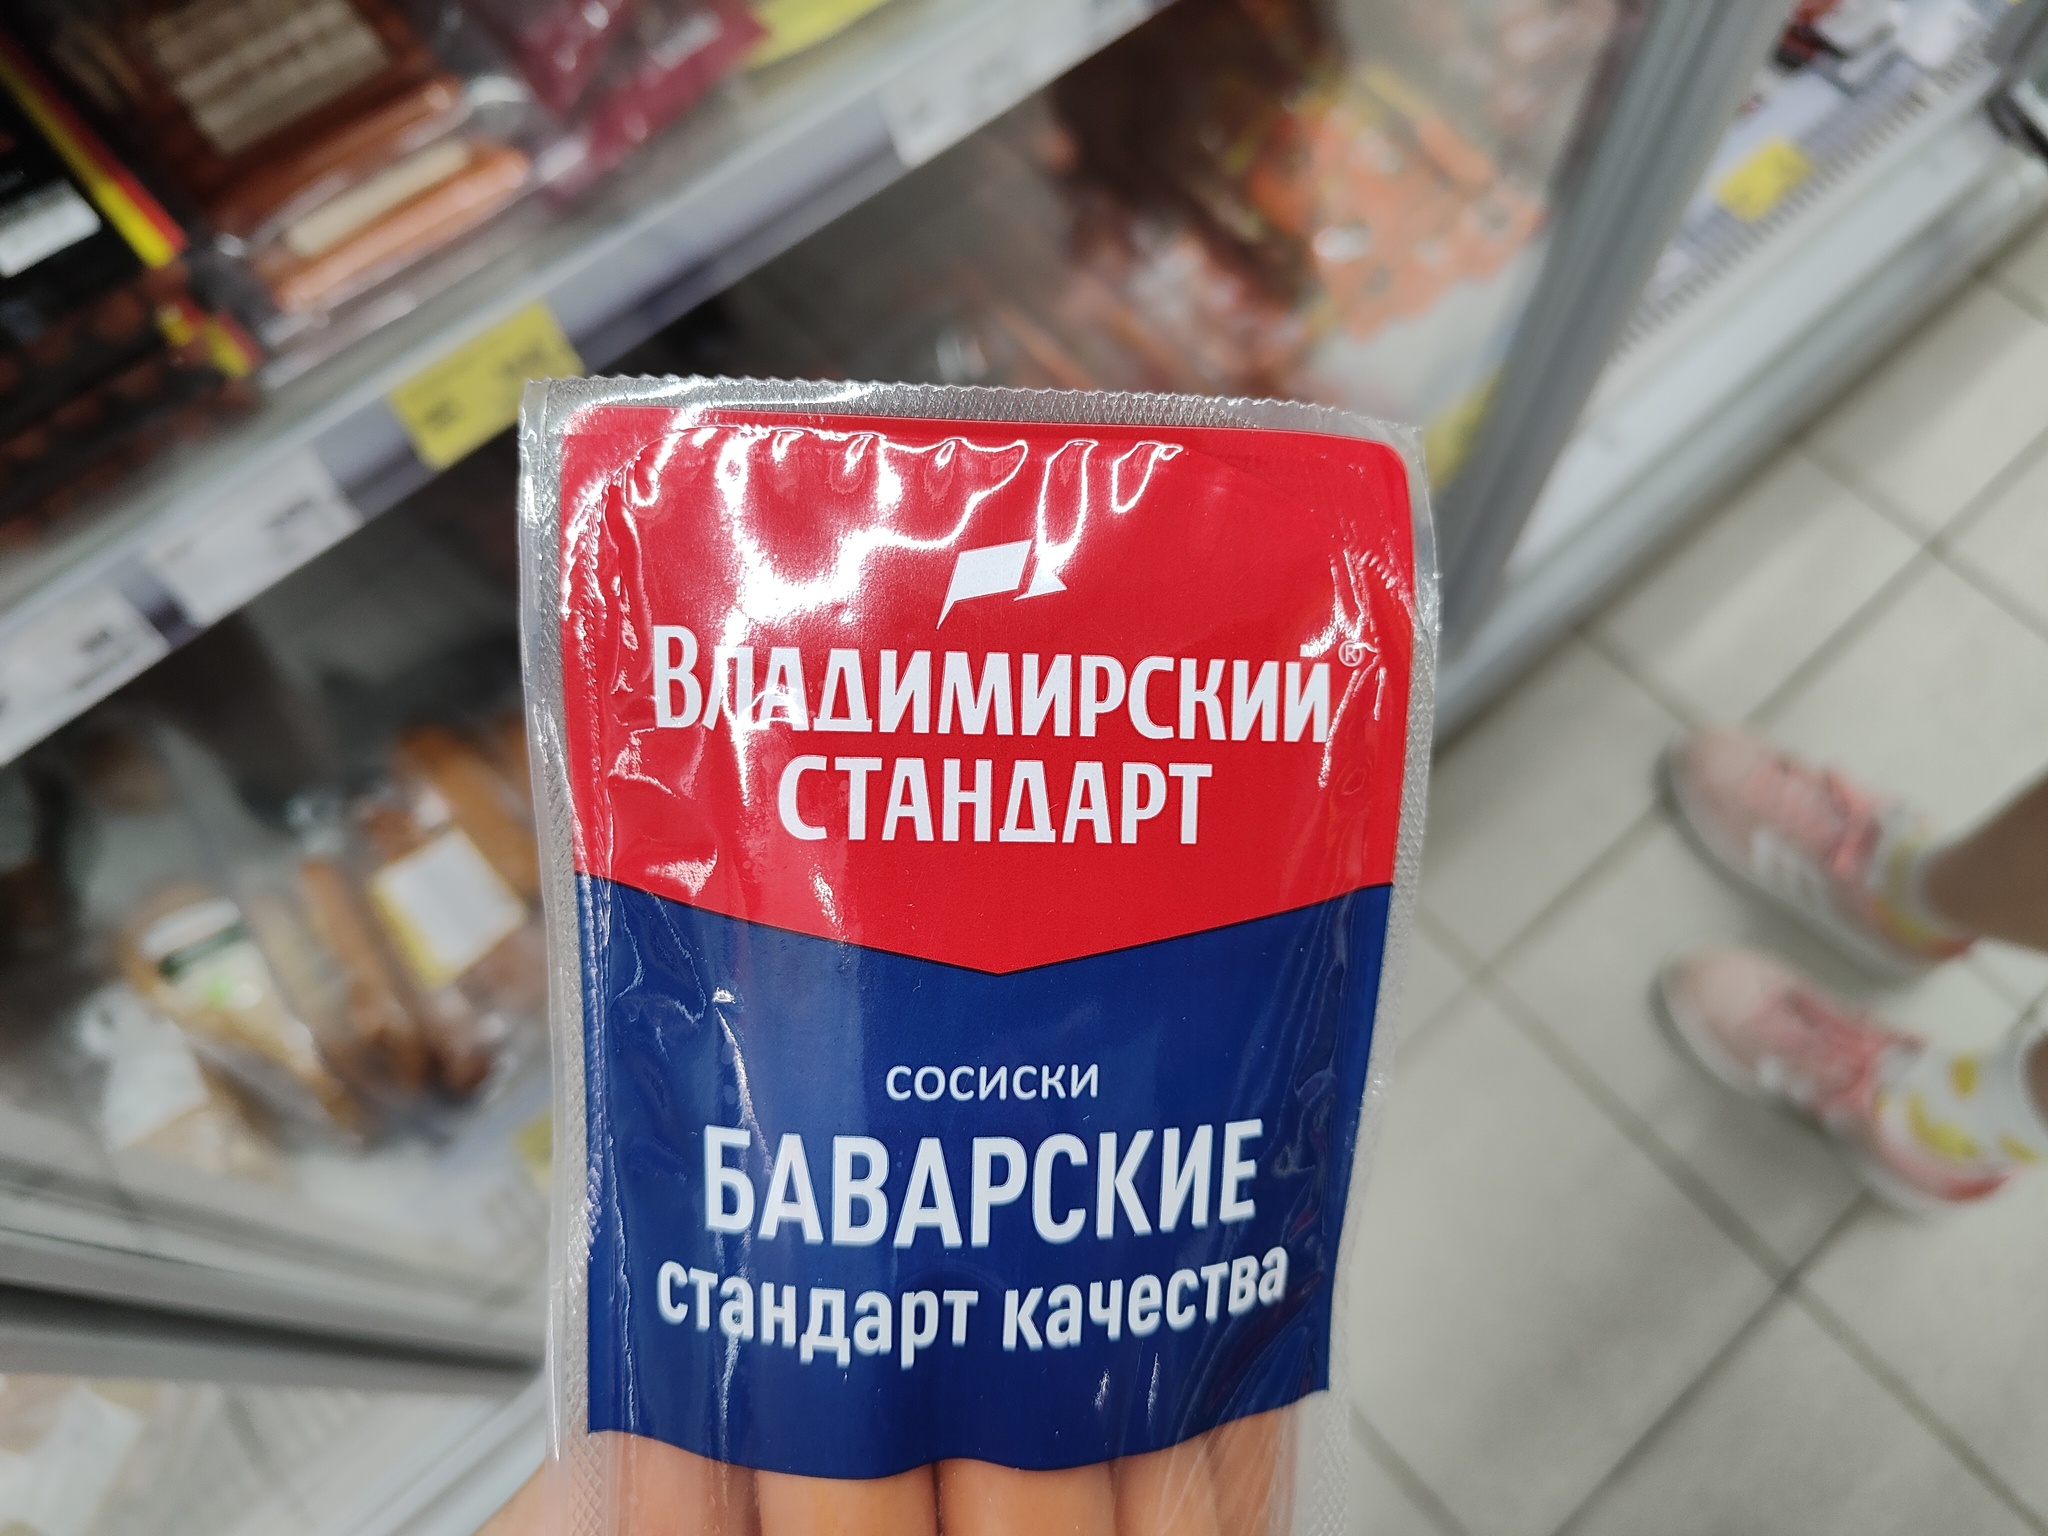 ВЛАДИМИРСКИЙ®
СТАНДАРТ
сосиски
БАВАРСКИЕ
стандарт качества